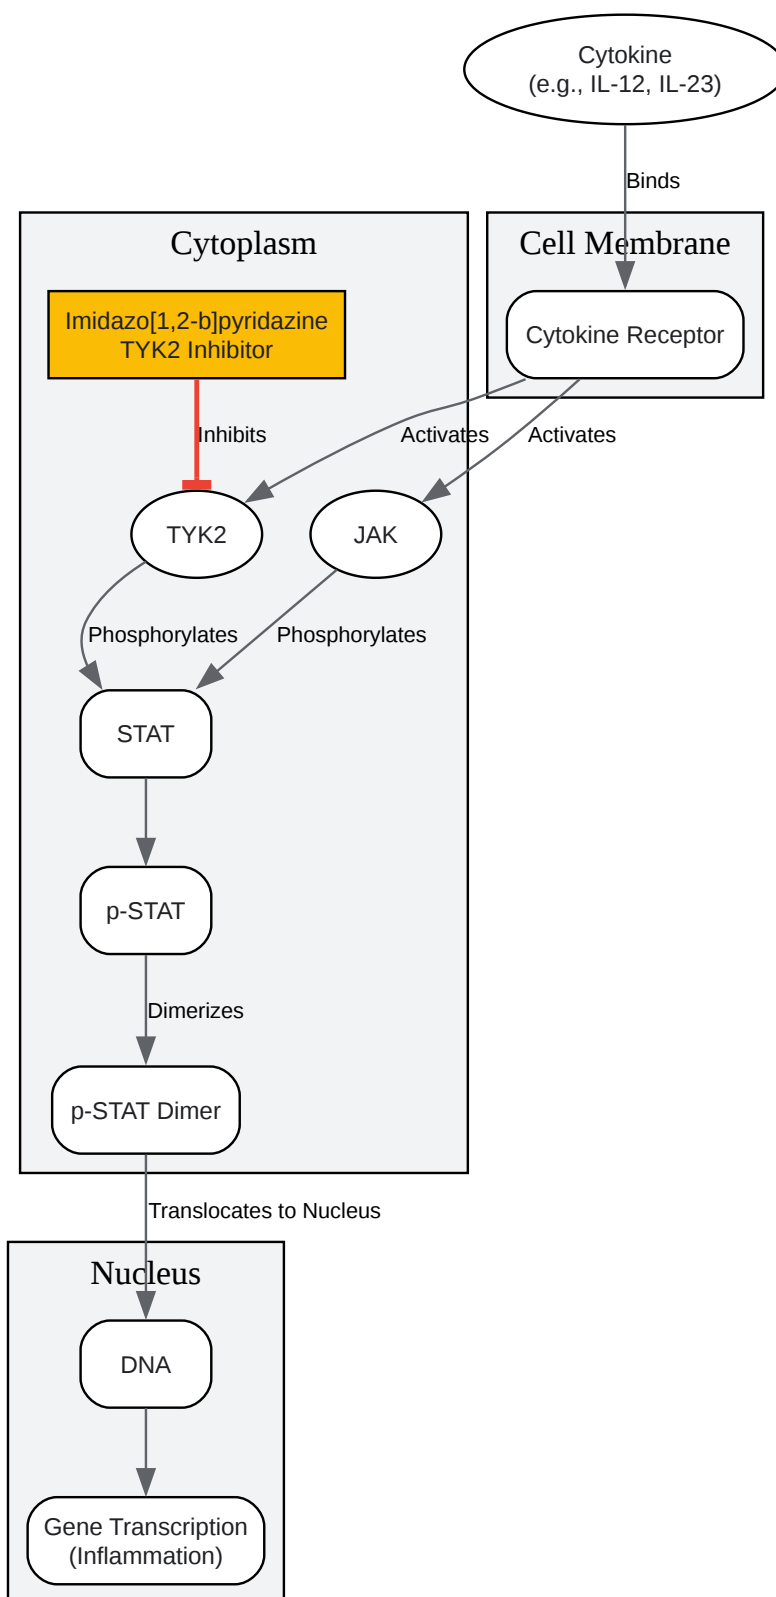 Cytokine
(e.g., IL-12, IL-23)
Binds
Cytoplasm
Cell Membrane
Imidazo[1,2-b]pyridazine
TYK2 Inhibitor
Cytokine Receptor
Inhibits
Activates
Activates
TYK2
JAK
Phosphorylates
Phosphorylates
STAT
p-STAT
Dimerizes
p-STAT Dimer
Translocates to Nucleus
Nucleus
DNA
Gene Transcription
(Inflammation)